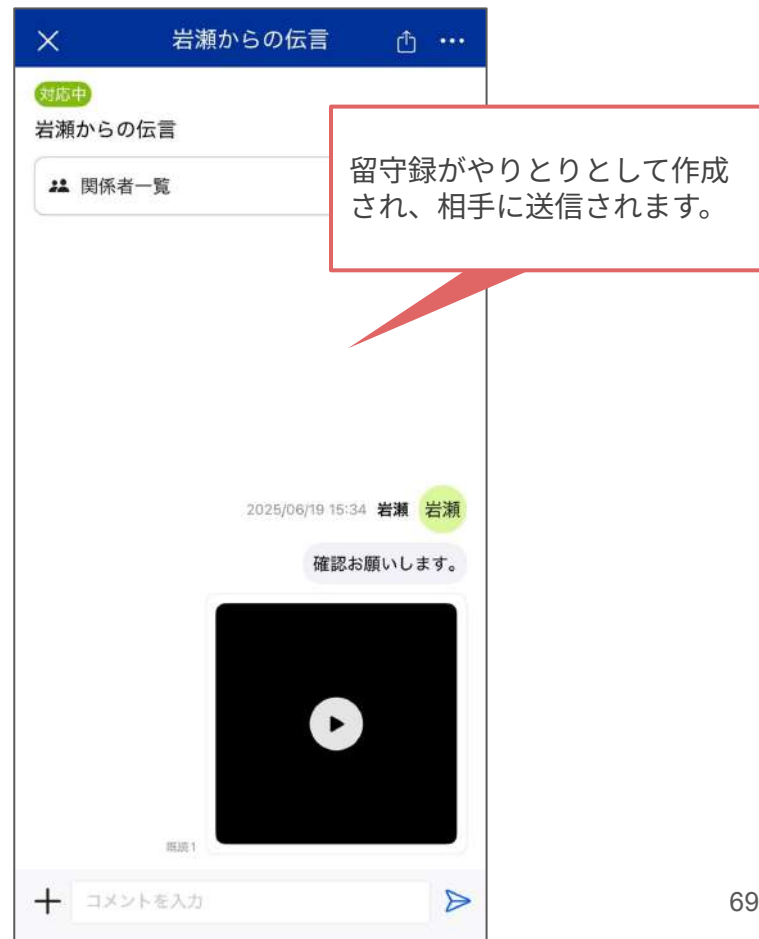 岩瀬からの伝言
対応中
岩瀬からの伝言
関係者一覧
留守録がやりとりとして作成
され、相手に送信されます。
2025/06/19 15:34 岩瀬 岩瀬
確認お願いします。
既読1
コメントを入力
69